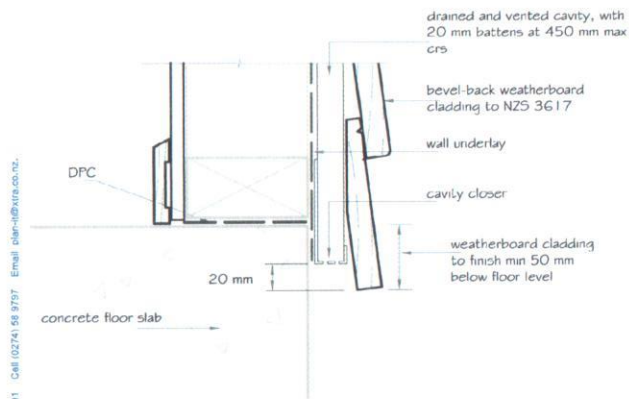 drained and vented cavity, with
20 mm battens at 450 mm max
crs
bevel-back weatherboard
cladding to NZS 3617
wall underlay
DPC
cavity closer
weatherboard cladding
to finish min 50 mm
below floor level
20 mm
concrete floor slab
Cell (0274) 58 9797 Email plan-it@xtra.co.nz.